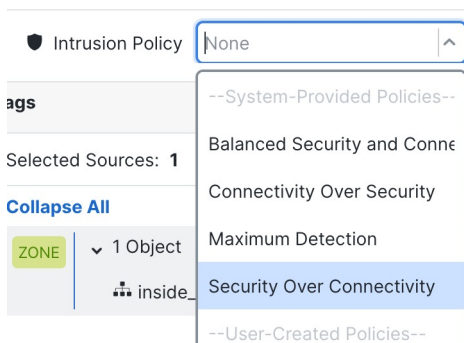 Intrusion Policy None
--System-Provided Policies--
ags
Balanced Security and Conne
Selected Sources: 1
Connectivity Over Security
Collapse All
Maximum Detection
ZONE 1 Object
Security Over Connectivity
inside_
--User-Created Policies--